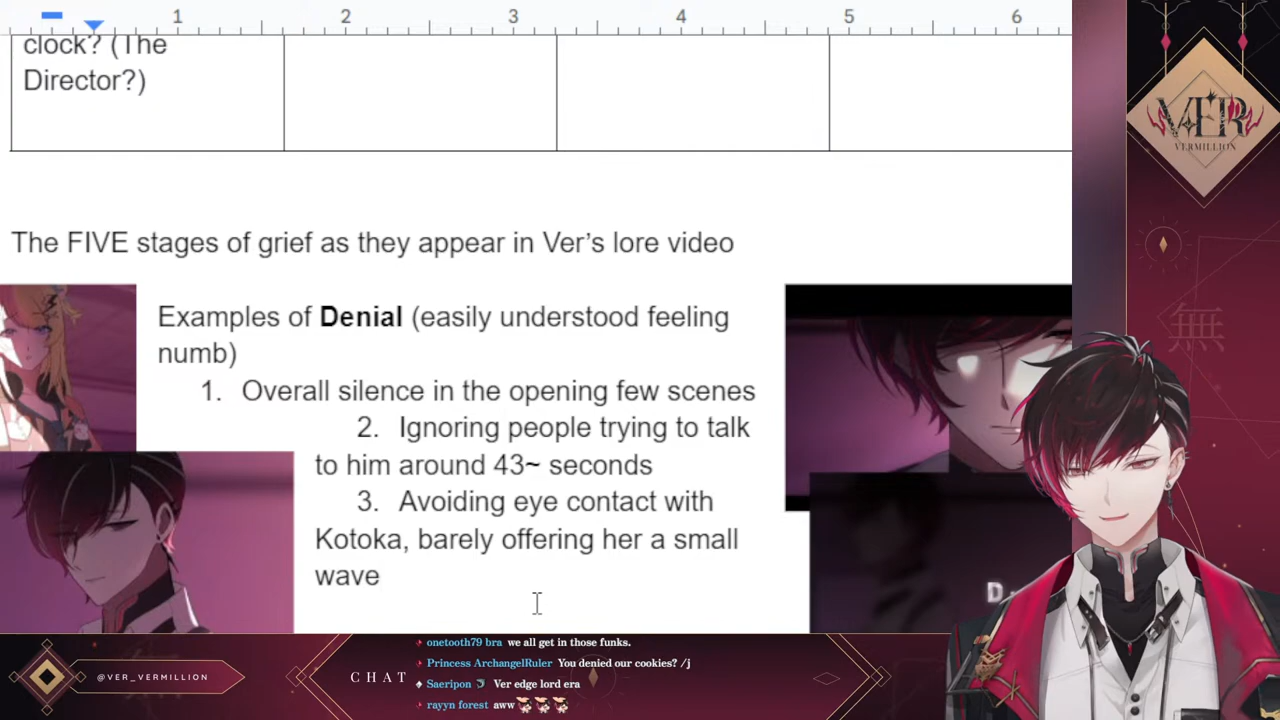 1 2 3 4 5 6
clock? (The
Director?)
The FIVE stages of grief as they appear in Ver’s lore video
Examples of Denial (easily understood feeling
numb)
1. Overall silence in the opening few scenes
2. Ignoring people trying to talk
to him around 43~ seconds
3. Avoiding eye contact with
Kotoka, barely offering her a small
wave
D
VER
VERMILLION
無
@VER_VERMILLION
CHAT
onetooth79 bra we all get in those funks.
Princess ArchangelRuler You denied our cookies? /j
Saeripon Ver edge lord era
rayyn forest aww